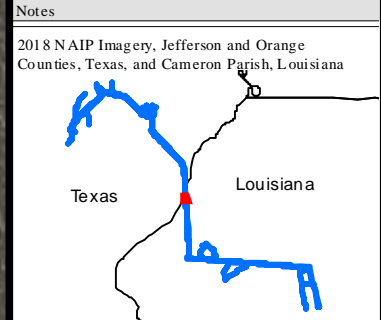 Notes
2018 NAIP Imagery, Jefferson and Orange
Counties, Texas, and Cameron Parish, Louisiana
Texas
Louisiana